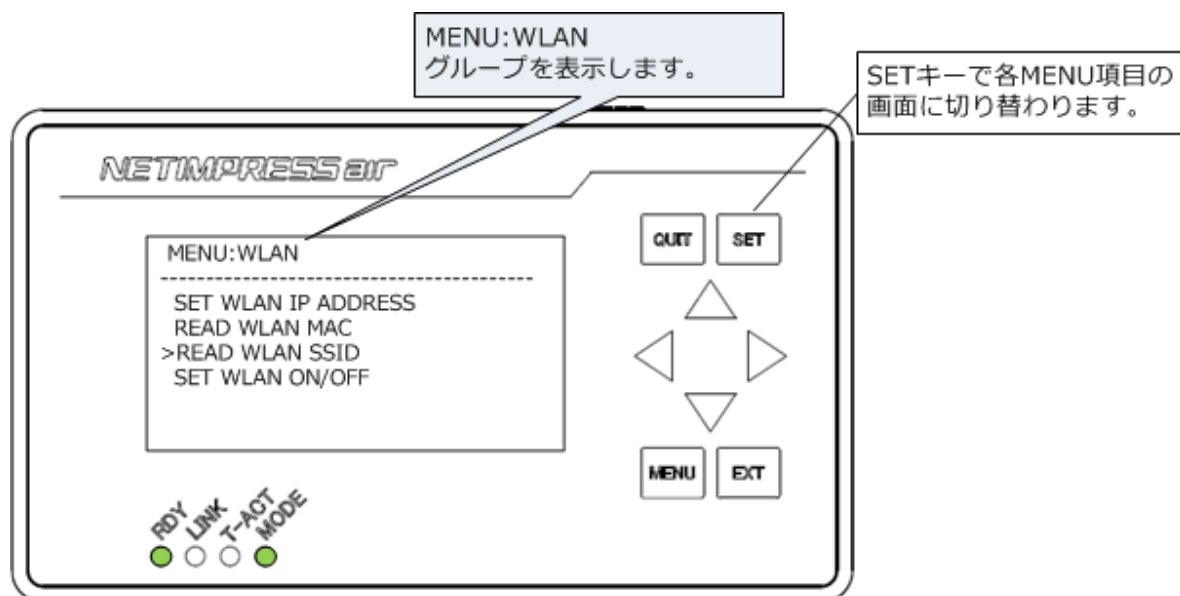 MENU:WLAN
グループを表示します。
SETキーで各MENU項目の
画面に切り替わります。
NETIMPRESS air
MENU:WLAN
----------------------------------------
SET WLAN IP ADDRESS
READ WLAN MAC
>READ WLAN SSID
SET WLAN ON/OFF
QUIT
SET
MENU
EXT
RDY
LINK
T-ACT
MODE